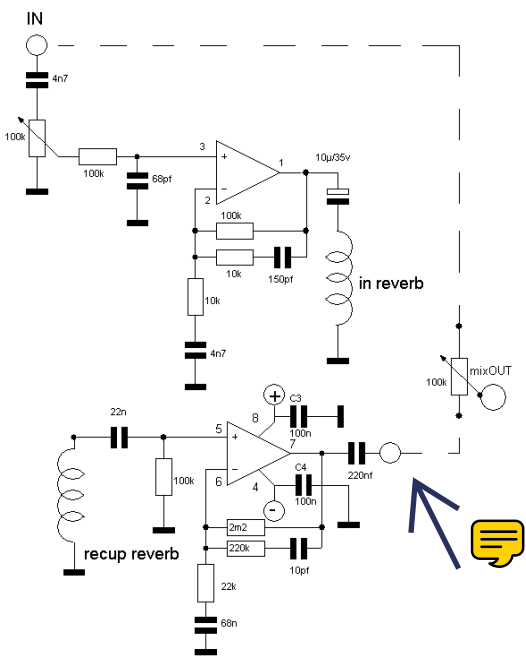 IN
4n7
100k
3
1
10µ/35v
100k
68pf
2
100k
10k
150pf
in reverb
10k
4n7
mixOUT
100k
+
C3
22n
8
100n
5
7
6
100k
4
C4
100n
220nf
-
2m2
recup reverb
220k
10pf
22k
68n